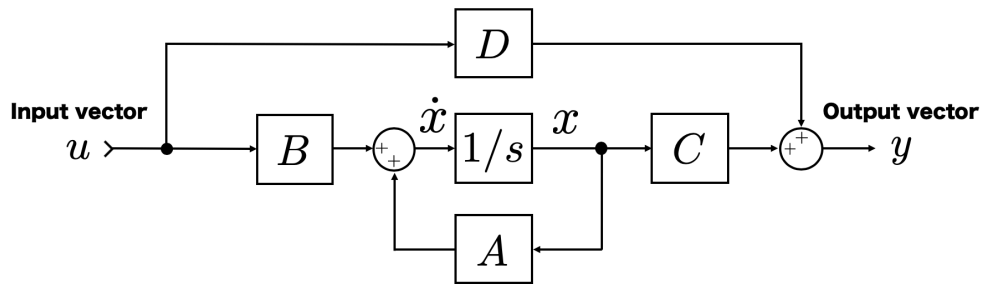 D
Input vector
u
B
+
+
ẋ
1/s
x
C
+
+
Output vector
y
A